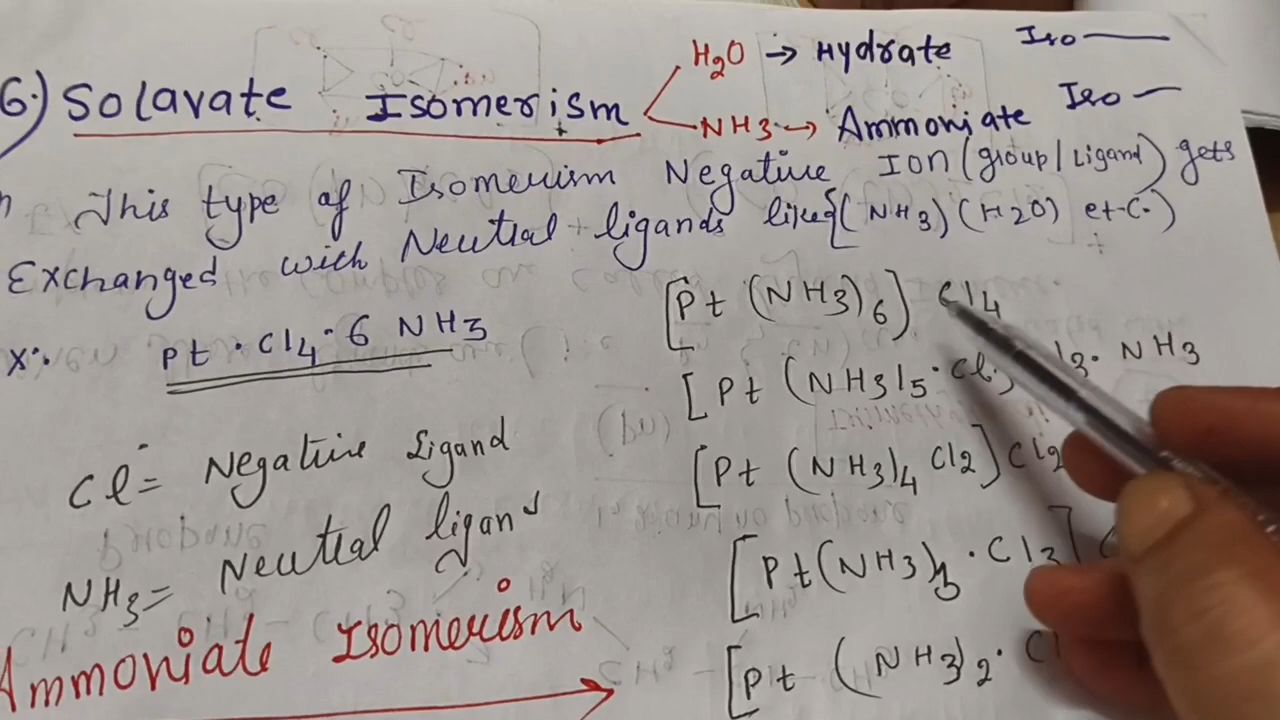 6.) Solavate Isomerism H2O → Hydrate Iso
NH3 → Ammoniate Iso
This type of Isomerism Negative Ion (group/Ligand) gets
Exchanged with Neutral ligands like {(NH3) (H2O) etc.)
X:- Pt·Cl4·6 NH3
[Pt (NH3)6] Cl4
[Pt (NH3)5·Cl·] l3·NH3
[Pt (NH3)4 Cl2] Cl2
[Pt(NH3)3·Cl3] C
[Pt (NH3)2·Cl
Cl⁻ = Negative Ligand
NH3 = Neutral ligand
Ammoniate Isomerism